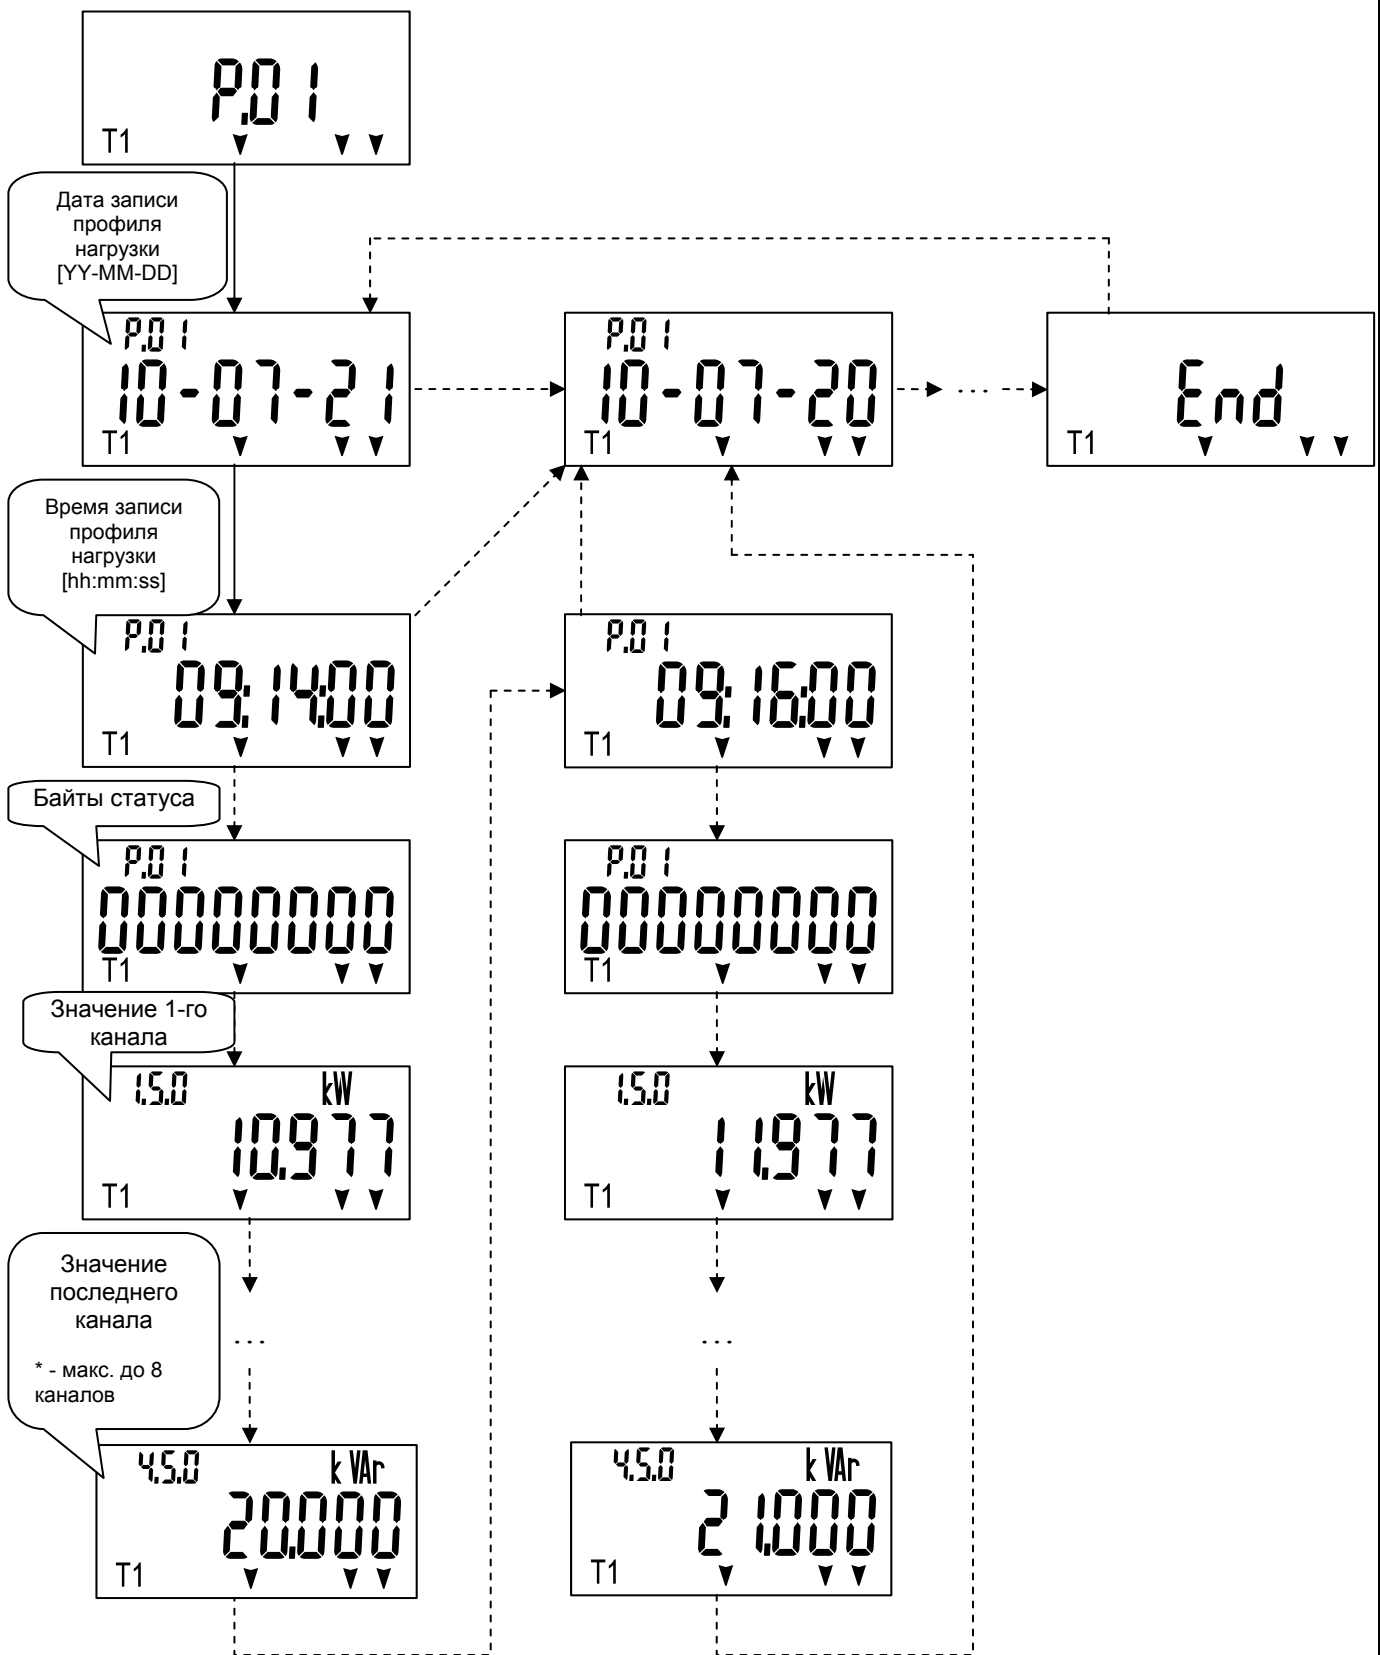 P.01
T1
Дата записи
профиля
нагрузки
[YY-MM-DD]
P.01
10-07-21
T1
P.01
10-07-20
T1
...
End
T1
Время записи
профиля
нагрузки
[hh:mm:ss]
P.01
09:14:00
T1
P.01
09:16:00
T1
Байты статуса
P.01
00000000
T1
P.01
00000000
T1
Значение 1-го
канала
1.5.0 kW
10.977
T1
1.5.0 kW
11.977
T1
Значение
последнего
канала
* - макс. до 8
каналов
...
...
4.5.0 k VAr
20.000
T1
4.5.0 k VAr
21.000
T1